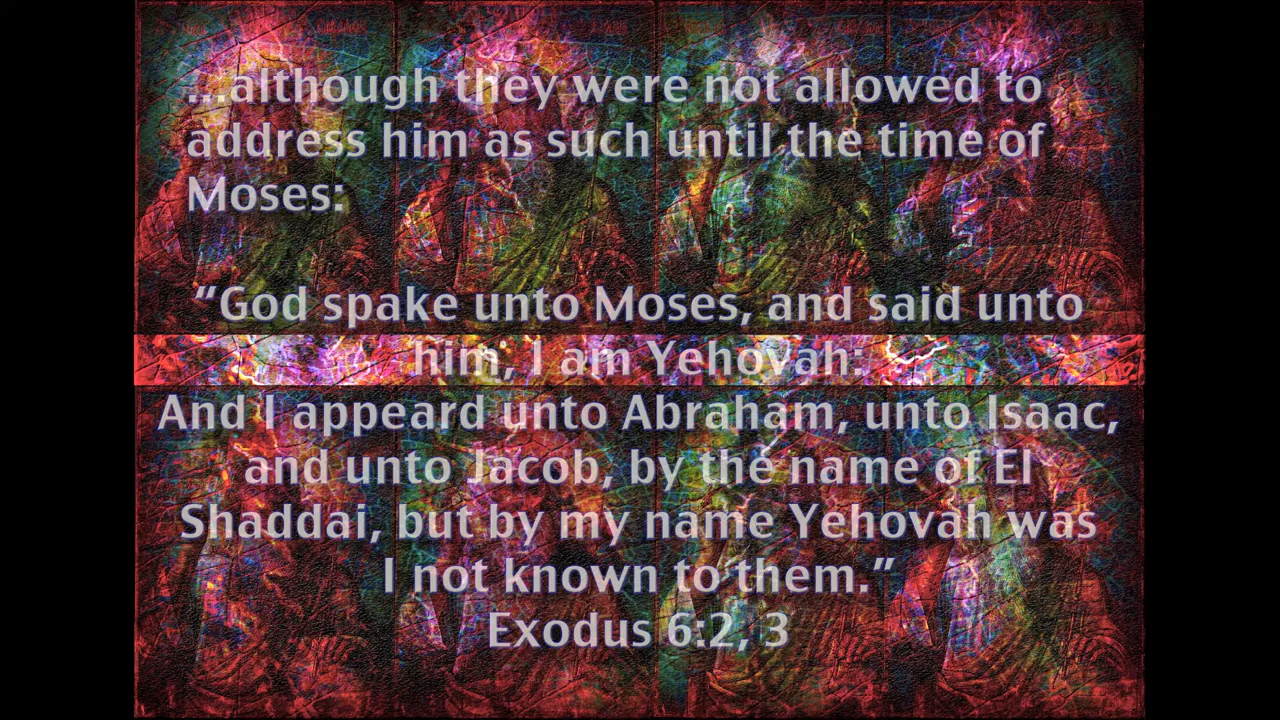 ...although they were not allowed to
address him as such until the time of
Moses:
“God spake unto Moses, and said unto
him, I am Yehovah:
And I appeard unto Abraham, unto Isaac,
and unto Jacob, by the name of El
Shaddai, but by my name Yehovah was
I not known to them.”
Exodus 6:2, 3